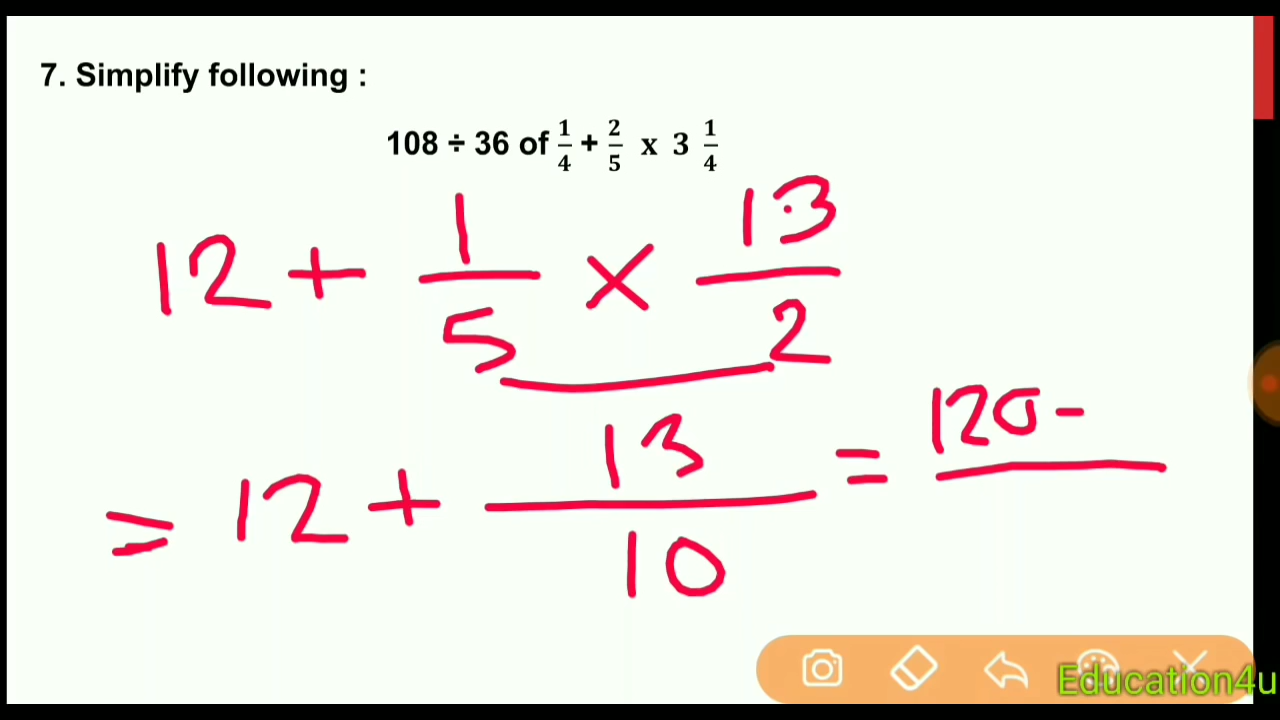 7. Simplify following :
108 ÷ 36 of 1/4 + 2/5 x 3 1/4
12 + 1/5 × 13/2
= 12 + 13/10 = 120 -
Education4u